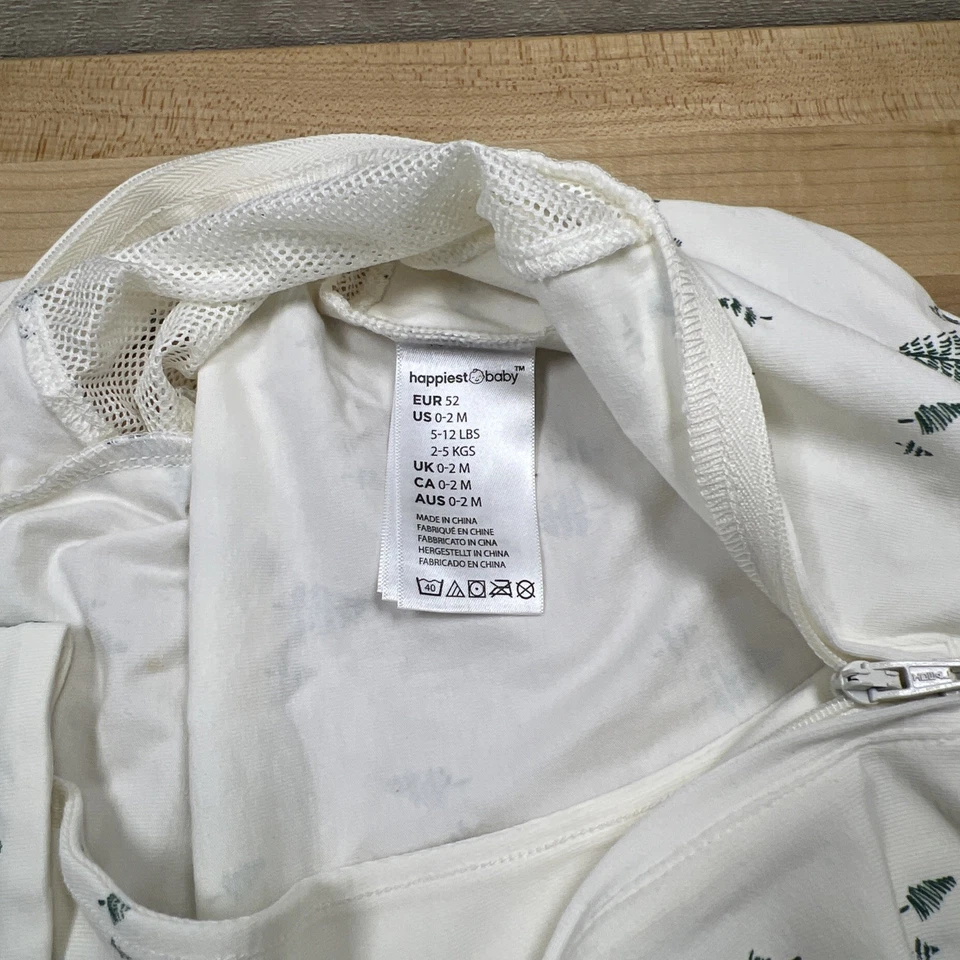 happiest baby™
EUR 52
US 0-2 M
5-12 LBS
2-5 KGS
UK 0-2 M
CA 0-2 M
AUS 0-2 M
MADE IN CHINA
FABRIQUÉ EN CHINE
FABBRICATO IN CINA
HERGESTELLT IN CHINA
FABRICADO EN CHINA
40